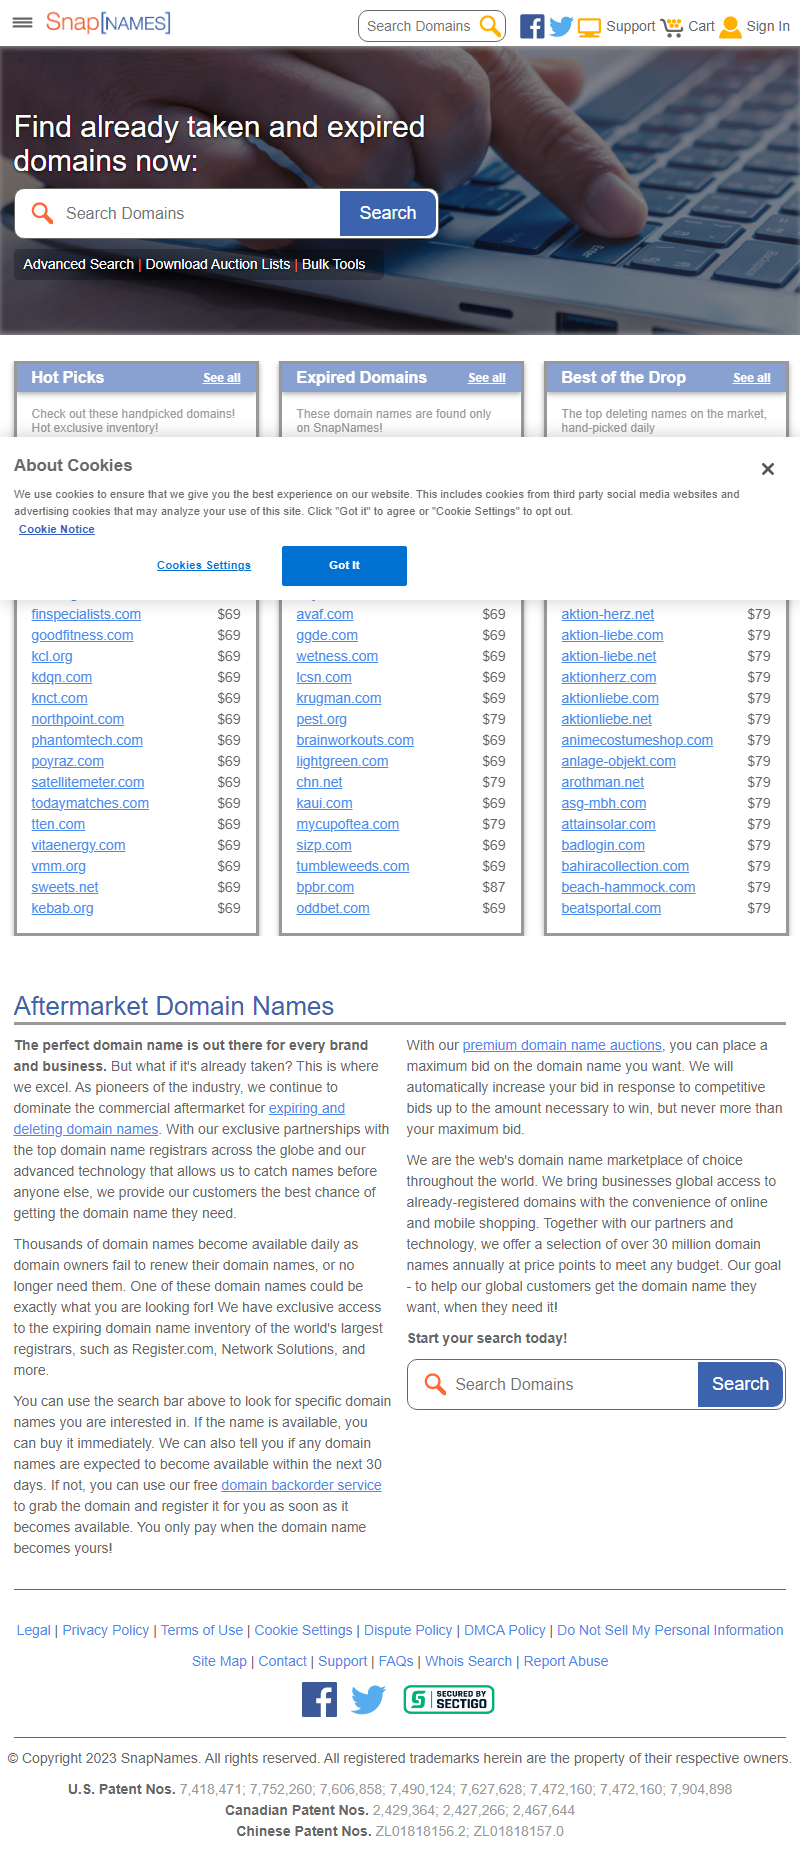 Snap[NAMES]
Search Domains
Support
Cart
Sign In
Find already taken and expired
domains now:
Search Domains
Search
Advanced Search | Download Auction Lists | Bulk Tools
Hot Picks See all
Check out these handpicked domains!
Hot exclusive inventory!
Expired Domains See all
These domain names are found only
on SnapNames!
Best of the Drop See all
The top deleting names on the market,
hand-picked daily
About Cookies
We use cookies to ensure that we give you the best experience on our website. This includes cookies from third party social media websites and
advertising cookies that may analyze your use of this site. Click "Got it" to agree or "Cookie Settings" to opt out.
Cookie Notice
Cookies Settings
Got It
finspecialists.com $69
goodfitness.com $69
kcl.org $69
kdqn.com $69
knct.com $69
northpoint.com $69
phantomtech.com $69
poyraz.com $69
satellitemeter.com $69
todaymatches.com $69
tten.com $69
vitaenergy.com $69
vmm.org $69
sweets.net $69
kebab.org $69
avaf.com $69
ggde.com $69
wetness.com $69
lcsn.com $69
krugman.com $69
pest.org $79
brainworkouts.com $69
lightgreen.com $69
chn.net $79
kaui.com $69
mycupoftea.com $79
sizp.com $69
tumbleweeds.com $69
bpbr.com $87
oddbet.com $69
aktion-herz.net $79
aktion-liebe.com $79
aktion-liebe.net $79
aktionherz.com $79
aktionliebe.com $79
aktionliebe.net $79
animecostumeshop.com $79
anlage-objekt.com $79
arothman.net $79
asg-mbh.com $79
attainsolar.com $79
badlogin.com $79
bahiracollection.com $79
beach-hammock.com $79
beatsportal.com $79
Aftermarket Domain Names
The perfect domain name is out there for every brand
and business. But what if it's already taken? This is where
we excel. As pioneers of the industry, we continue to
dominate the commercial aftermarket for expiring and
deleting domain names. With our exclusive partnerships with
the top domain name registrars across the globe and our
advanced technology that allows us to catch names before
anyone else, we provide our customers the best chance of
getting the domain name they need.
Thousands of domain names become available daily as
domain owners fail to renew their domain names, or no
longer need them. One of these domain names could be
exactly what you are looking for! We have exclusive access
to the expiring domain name inventory of the world's largest
registrars, such as Register.com, Network Solutions, and
more.
You can use the search bar above to look for specific domain
names you are interested in. If the name is available, you
can buy it immediately. We can also tell you if any domain
names are expected to become available within the next 30
days. If not, you can use our free domain backorder service
to grab the domain and register it for you as soon as it
becomes available. You only pay when the domain name
becomes yours!
With our premium domain name auctions, you can place a
maximum bid on the domain name you want. We will
automatically increase your bid in response to competitive
bids up to the amount necessary to win, but never more than
your maximum bid.
We are the web's domain name marketplace of choice
throughout the world. We bring businesses global access to
already-registered domains with the convenience of online
and mobile shopping. Together with our partners and
technology, we offer a selection of over 30 million domain
names annually at price points to meet any budget. Our goal
- to help our global customers get the domain name they
want, when they need it!
Start your search today!
Search Domains
Search
Legal | Privacy Policy | Terms of Use | Cookie Settings | Dispute Policy | DMCA Policy | Do Not Sell My Personal Information
Site Map | Contact | Support | FAQs | Whois Search | Report Abuse
SECURED BY
SECTIGO
© Copyright 2023 SnapNames. All rights reserved. All registered trademarks herein are the property of their respective owners.
U.S. Patent Nos. 7,418,471; 7,752,260; 7,606,858; 7,490,124; 7,627,628; 7,472,160; 7,472,160; 7,904,898
Canadian Patent Nos. 2,429,364; 2,427,266; 2,467,644
Chinese Patent Nos. ZL01818156.2; ZL01818157.0